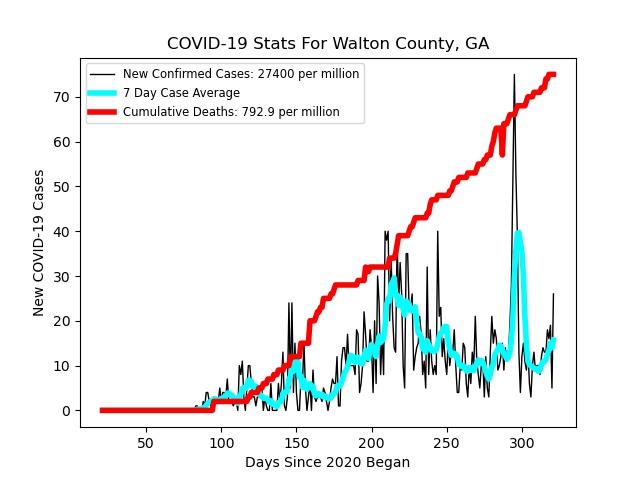 COVID-19 Stats For Walton County, GA
New Confirmed Cases: 27400 per million
7 Day Case Average
Cumulative Deaths: 792.9 per million
New COVID-19 Cases
70
60
50
40
30
20
10
0
50 100 150 200 250 300
Days Since 2020 Began